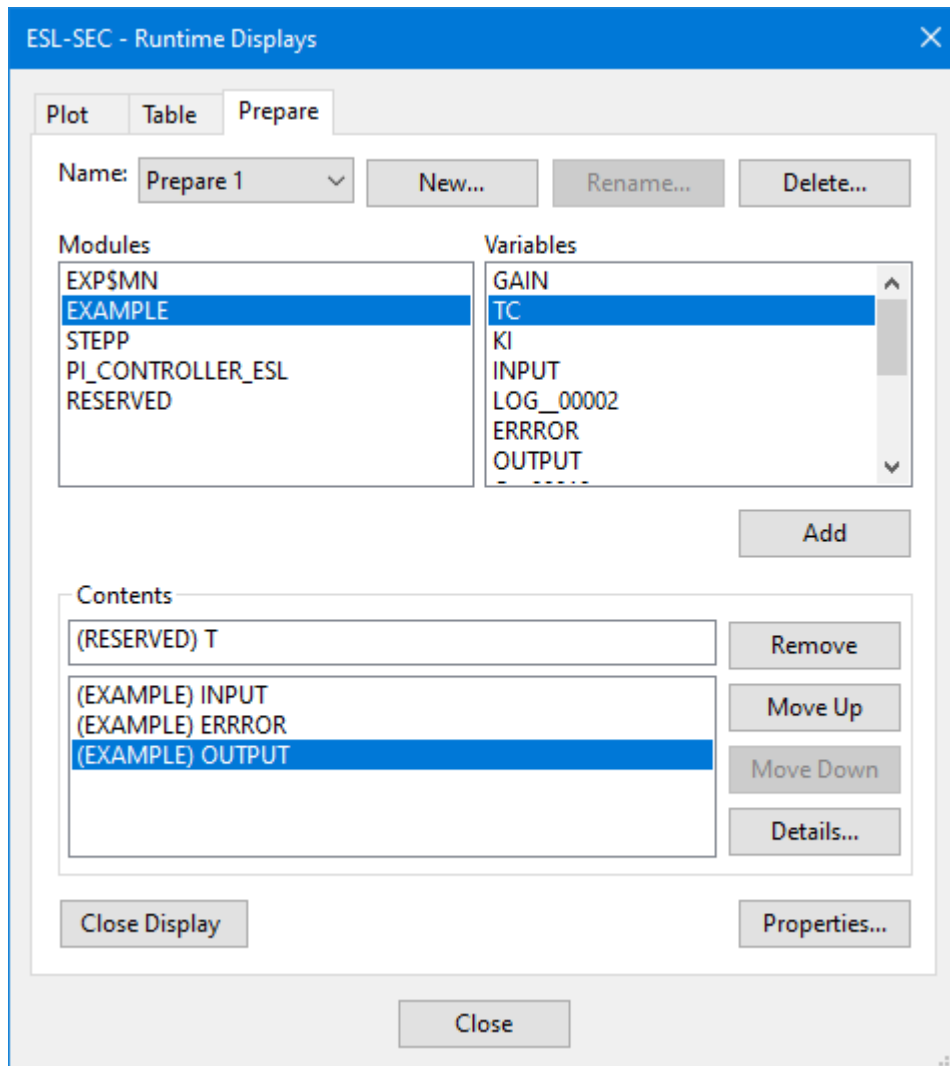 ESL-SEC - Runtime Displays
Plot Table Prepare
Name: Prepare 1 New... Rename... Delete...
Modules Variables
EXP$MN
EXAMPLE
STEPP
PI_CONTROLLER_ESL
RESERVED
GAIN
TC
KI
INPUT
LOG__00002
ERRROR
OUTPUT
Add
Contents
(RESERVED) T
Remove
(EXAMPLE) INPUT
(EXAMPLE) ERRROR
(EXAMPLE) OUTPUT
Move Up
Move Down
Details...
Close Display Properties...
Close